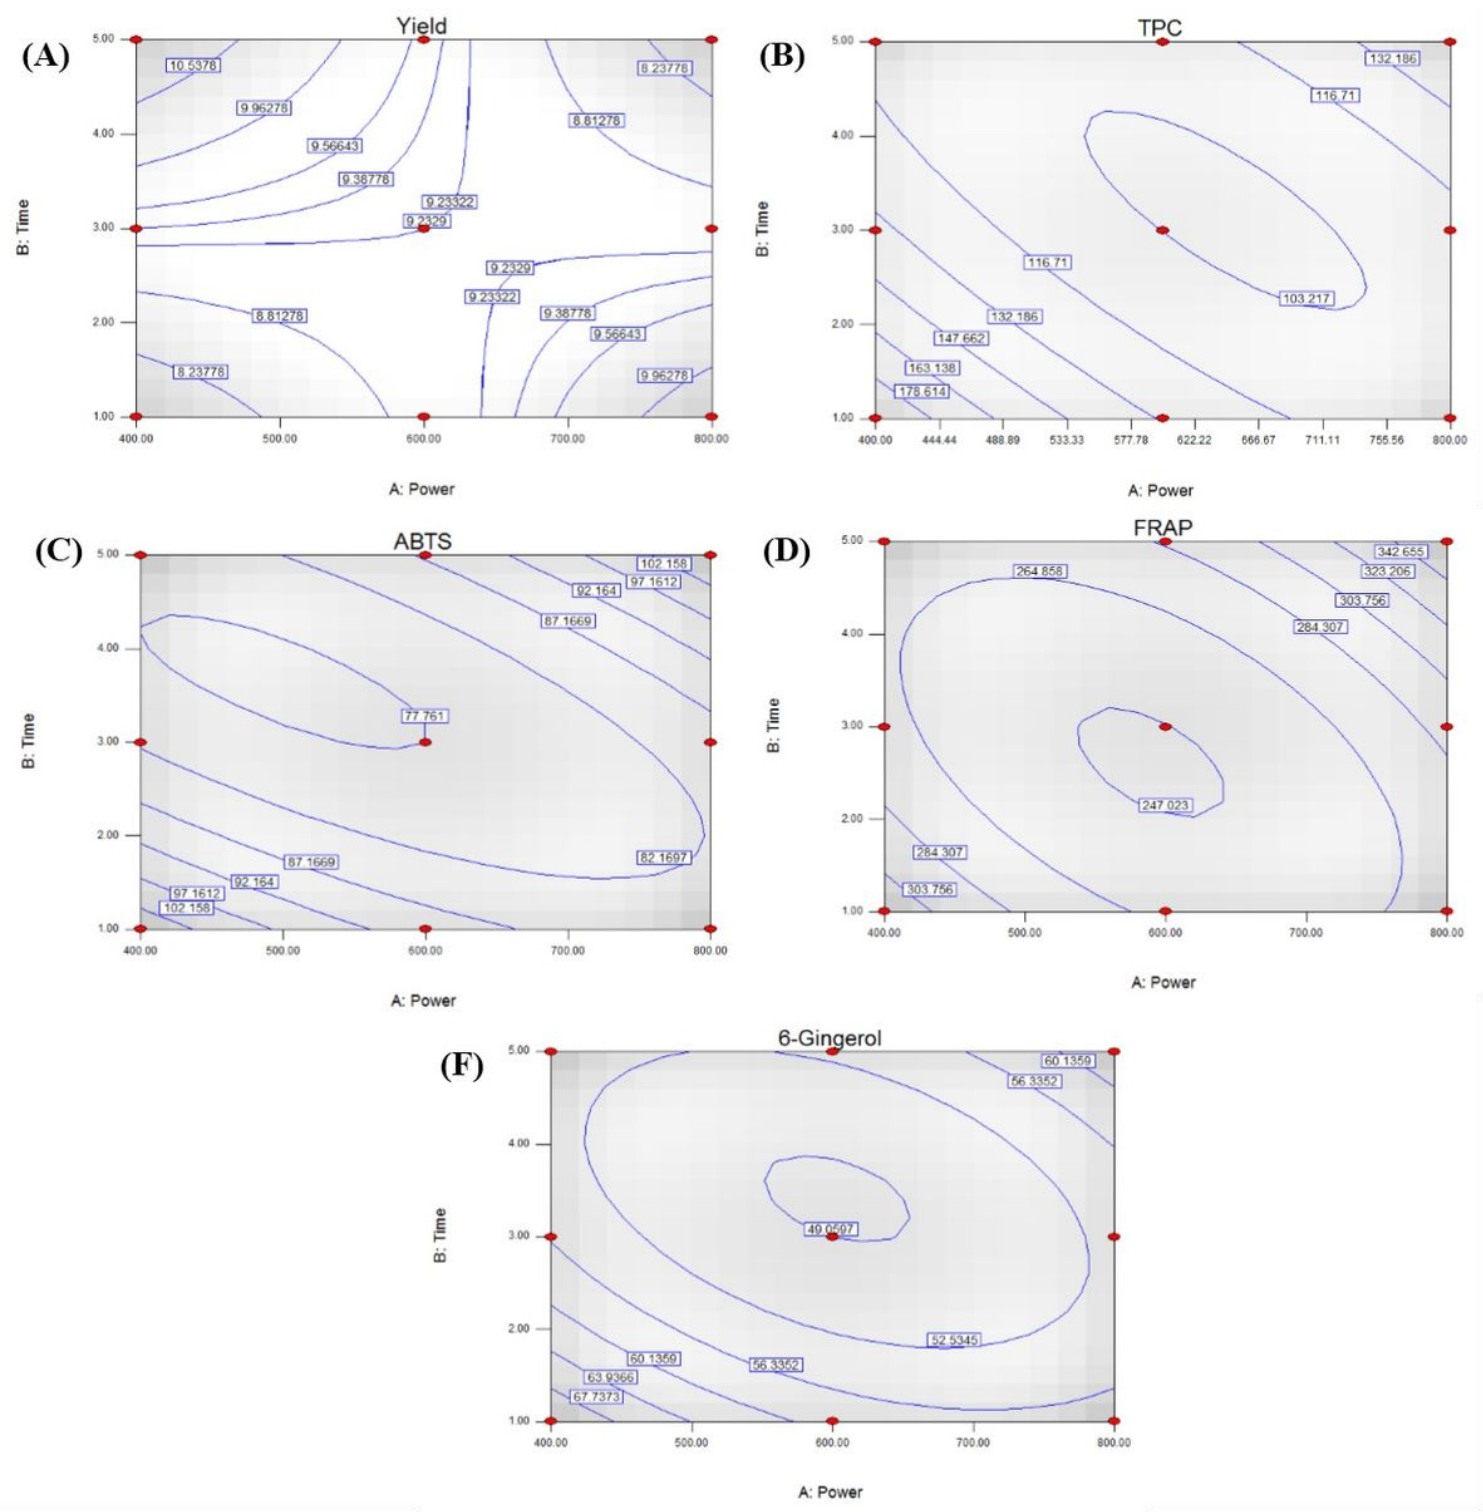 (A)
Yield
5.00
4.00
3.00
2.00
1.00
B: Time
10.5378
9.96278
9.56643
9.38778
9.23322
9.2329
8.23778
8.81278
9.2329
9.23322
9.38778
9.56643
9.96278
8.81278
8.23778
400.00 500.00 600.00 700.00 800.00
A: Power
(B)
TPC
5.00
4.00
3.00
2.00
1.00
B: Time
132.186
116.71
103.217
116.71
132.186
147.662
163.138
178.614
400.00 444.44 488.89 533.33 577.78 622.22 666.67 711.11 755.56 800.00
A: Power
(C)
ABTS
5.00
4.00
3.00
2.00
1.00
B: Time
102.158
97.1612
92.164
87.1669
77.761
82.1697
87.1669
92.164
97.1612
102.158
400.00 500.00 600.00 700.00 800.00
A: Power
(D)
FRAP
5.00
4.00
3.00
2.00
1.00
B: Time
342.655
323.206
303.756
284.307
264.858
247.023
284.307
303.756
400.00 500.00 600.00 700.00 800.00
A: Power
(F)
6-Gingerol
5.00
4.00
3.00
2.00
1.00
B: Time
60.1359
56.3352
49.0597
52.5345
56.3352
60.1359
63.9366
67.7373
400.00 500.00 600.00 700.00 800.00
A: Power